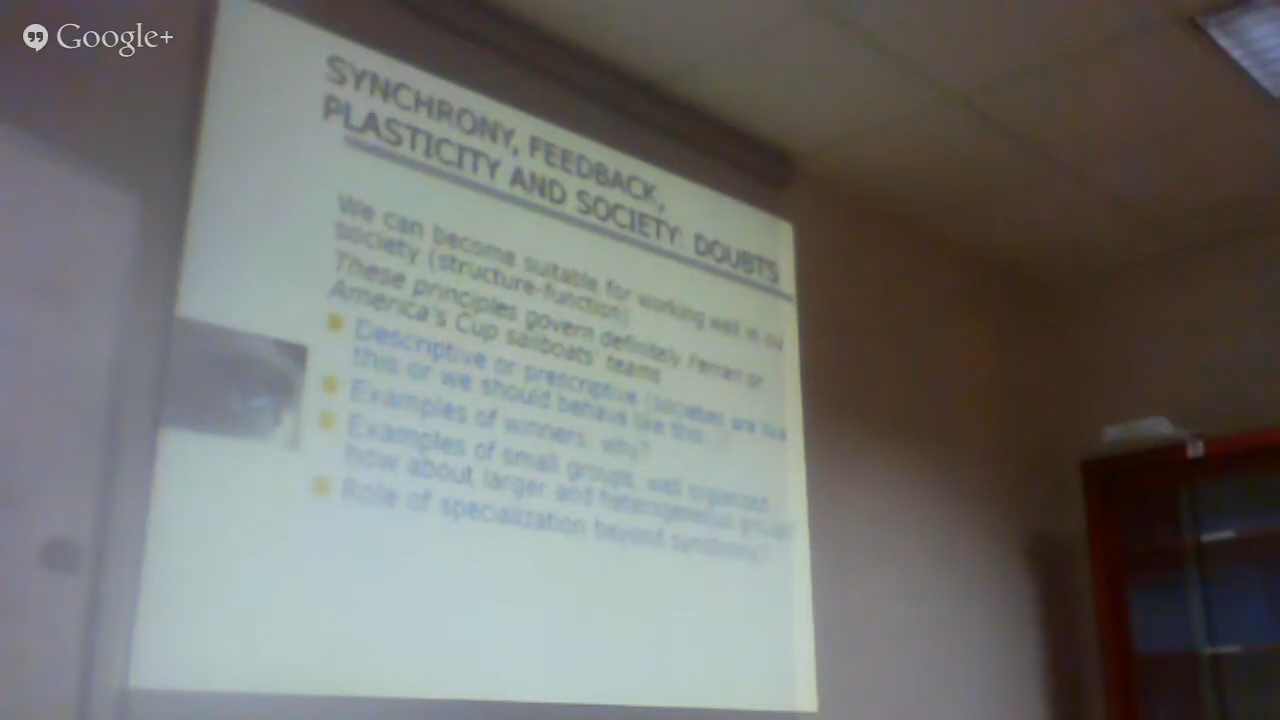 Google+
SYNCHRONY, FEEDBACK,
PLASTICITY AND SOCIETY: DOUBTS
We can become suitable for working well in our
society (structure-function)
These principles govern definitely Ferrari or
America's Cup sailboats' teams
Descriptive or prescriptive (societies are like
this or we should behave like this
Examples of winners: why?
Examples of small groups, well organized
how about larger and heterogeneous groups
Role of specialization beyond synchrony